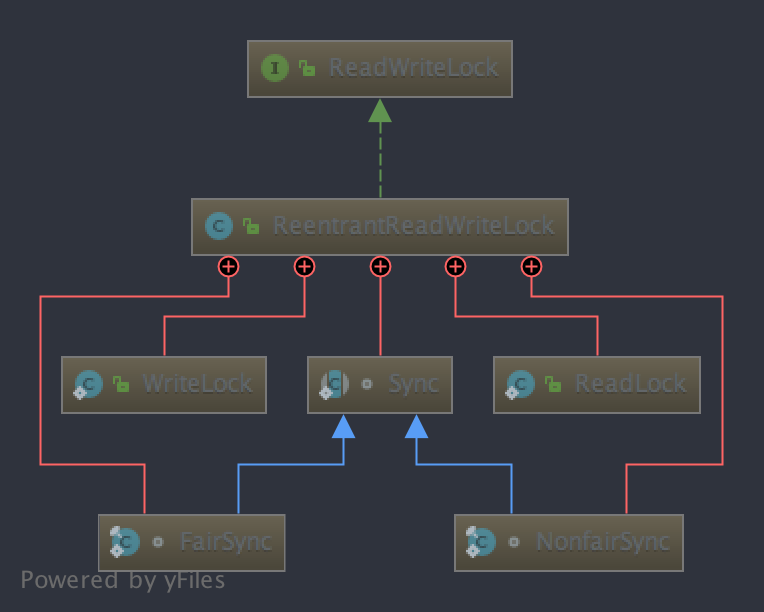 I ReadWriteLock
C ReentrantReadWriteLock
C WriteLock
C Sync
C ReadLock
C FairSync
C NonfairSync
Powered by yFiles